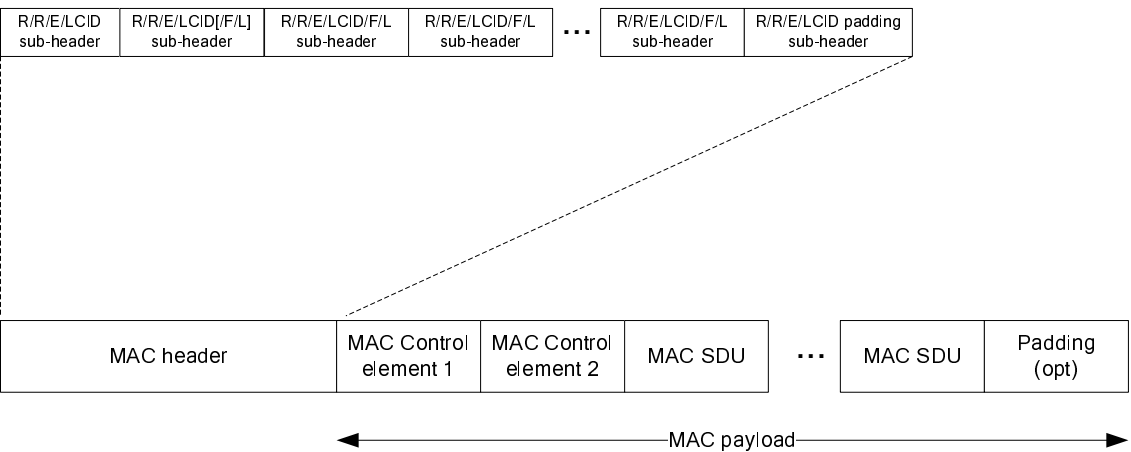 R/R/E/LCID
sub-header
R/R/E/LCID[/F/L]
sub-header
R/R/E/LCID/F/L
sub-header
R/R/E/LCID/F/L
sub-header
...
R/R/E/LCID/F/L
sub-header
R/R/E/LCID padding
sub-header
MAC header
MAC Control
element 1
MAC Control
element 2
MAC SDU
...
MAC SDU
Padding
(opt)
MAC payload